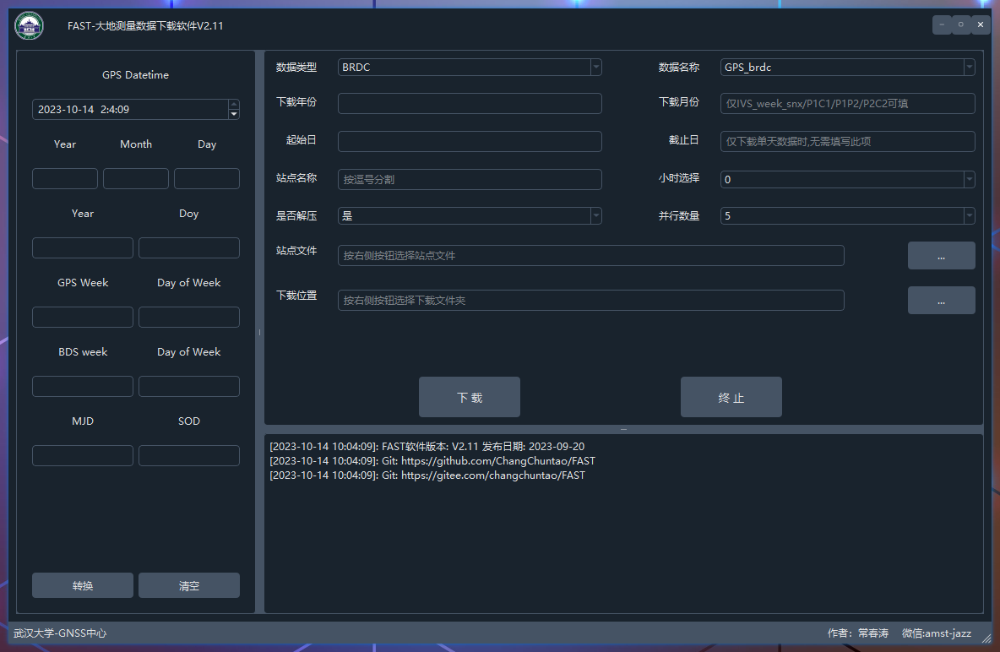 FAST-大地测量数据下载软件V2.11
GPS Datetime
2023-10-14 2:4:09
Year Month Day
Year Doy
GPS Week Day of Week
BDS week Day of Week
MJD SOD
转换 清空
数据类型 BRDC 数据名称 GPS_brdc
下载年份 下载月份 仅IVS_week_snx/P1C1/P1P2/P2C2可填
起始日 截止日 仅下载单天数据时,无需填写此项
站点名称 按逗号分割 小时选择 0
是否解压 是 并行数量 5
站点文件 按右侧按钮选择站点文件 ...
下载位置 按右侧按钮选择下载文件夹 ...
下 载 终 止
[2023-10-14 10:04:09]: FAST软件版本: V2.11 发布日期: 2023-09-20
[2023-10-14 10:04:09]: Git: https://github.com/ChangChuntao/FAST
[2023-10-14 10:04:09]: Git: https://gitee.com/changchuntao/FAST
武汉大学-GNSS中心 作者：常春涛 微信:amst-jazz